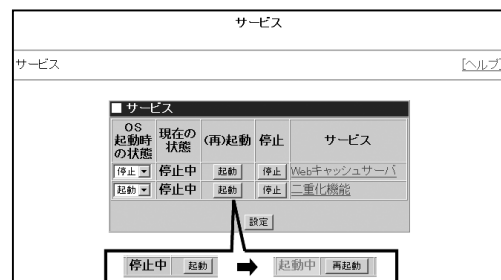 サービス
サービス [ヘルプ]
■ サービス
OS起動時の状態 現在の状態 (再)起動 停止 サービス
停止 停止中 起動 停止 Webキャッシュサーバ
起動 停止中 起動 停止 二重化機能
設定
停止中 起動 ➡ 起動中 再起動